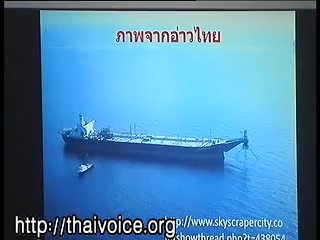 ภาพจากอ่าวไทย
http://www.skyscrapercity.co
showthread.php?t=438054
http://thaivoice.org